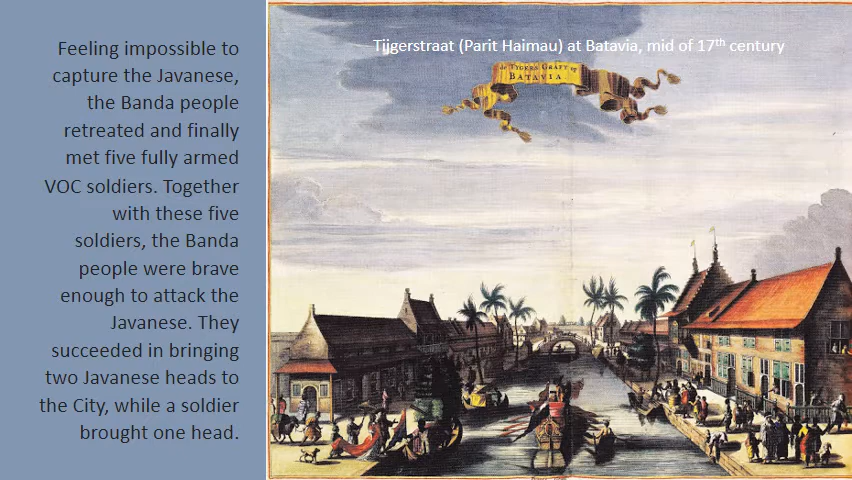 Feeling impossible to
capture the Javanese,
the Banda people
retreated and finally
met five fully armed
VOC soldiers. Together
with these five
soldiers, the Banda
people were brave
enough to attack the
Javanese. They
succeeded in bringing
two Javanese heads to
the City, while a soldier
brought one head.
Tijgerstraat (Parit Haimau) at Batavia, mid of 17th century
de TIGERS GRAFT op
BATAVIA